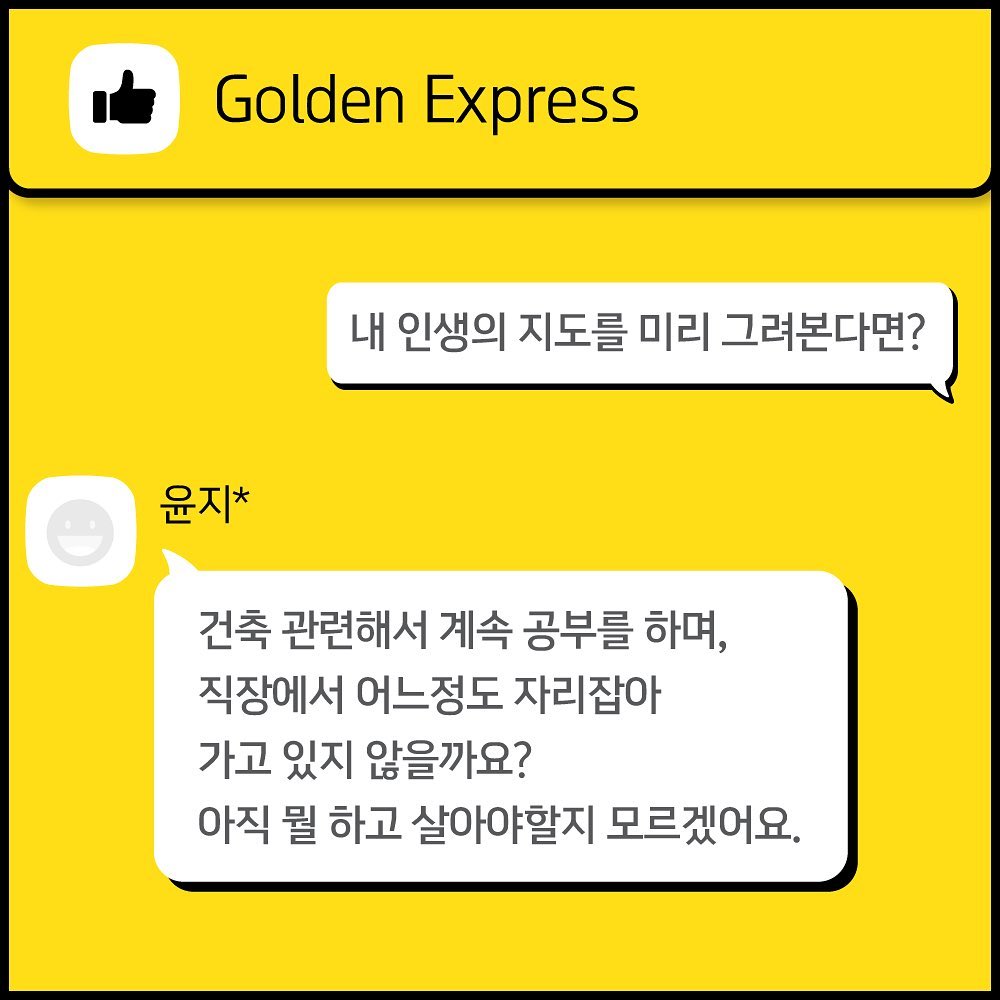 Golden Express
내 인생의 지도를 미리 그려본다면?
윤지*
건축 관련해서 계속 공부를 하며,
직장에서 어느정도 자리잡아
가고 있지 않을까요?
아직 뭘 하고 살아야할지 모르겠어요.